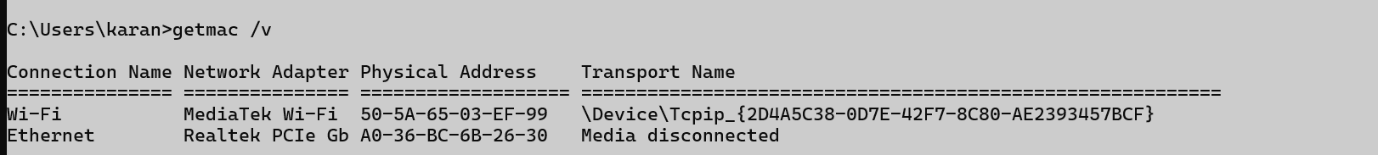 C:\Users\karan>getmac /v
Connection Name Network Adapter Physical Address    Transport Name
=============== =============== =================== ==========================================================
Wi-Fi           MediaTek Wi-Fi  50-5A-65-03-EF-99   \Device\Tcpip_{2D4A5C38-0D7E-42F7-8C80-AE2393457BCF}
Ethernet        Realtek PCIe Gb A0-36-BC-6B-26-30   Media disconnected